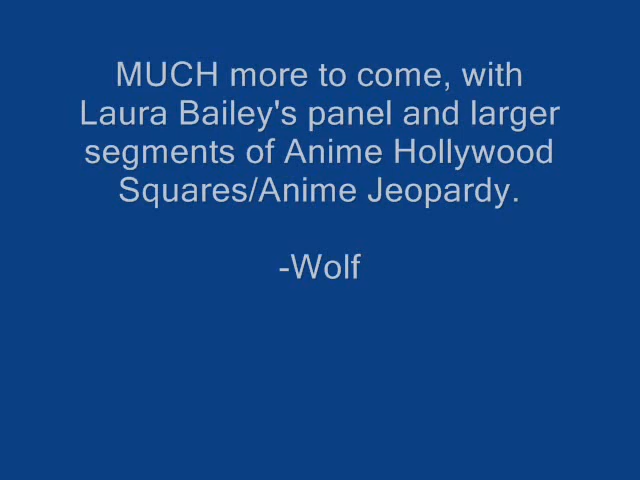 MUCH more to come, with
Laura Bailey's panel and larger
segments of Anime Hollywood
Squares/Anime Jeopardy.
-Wolf